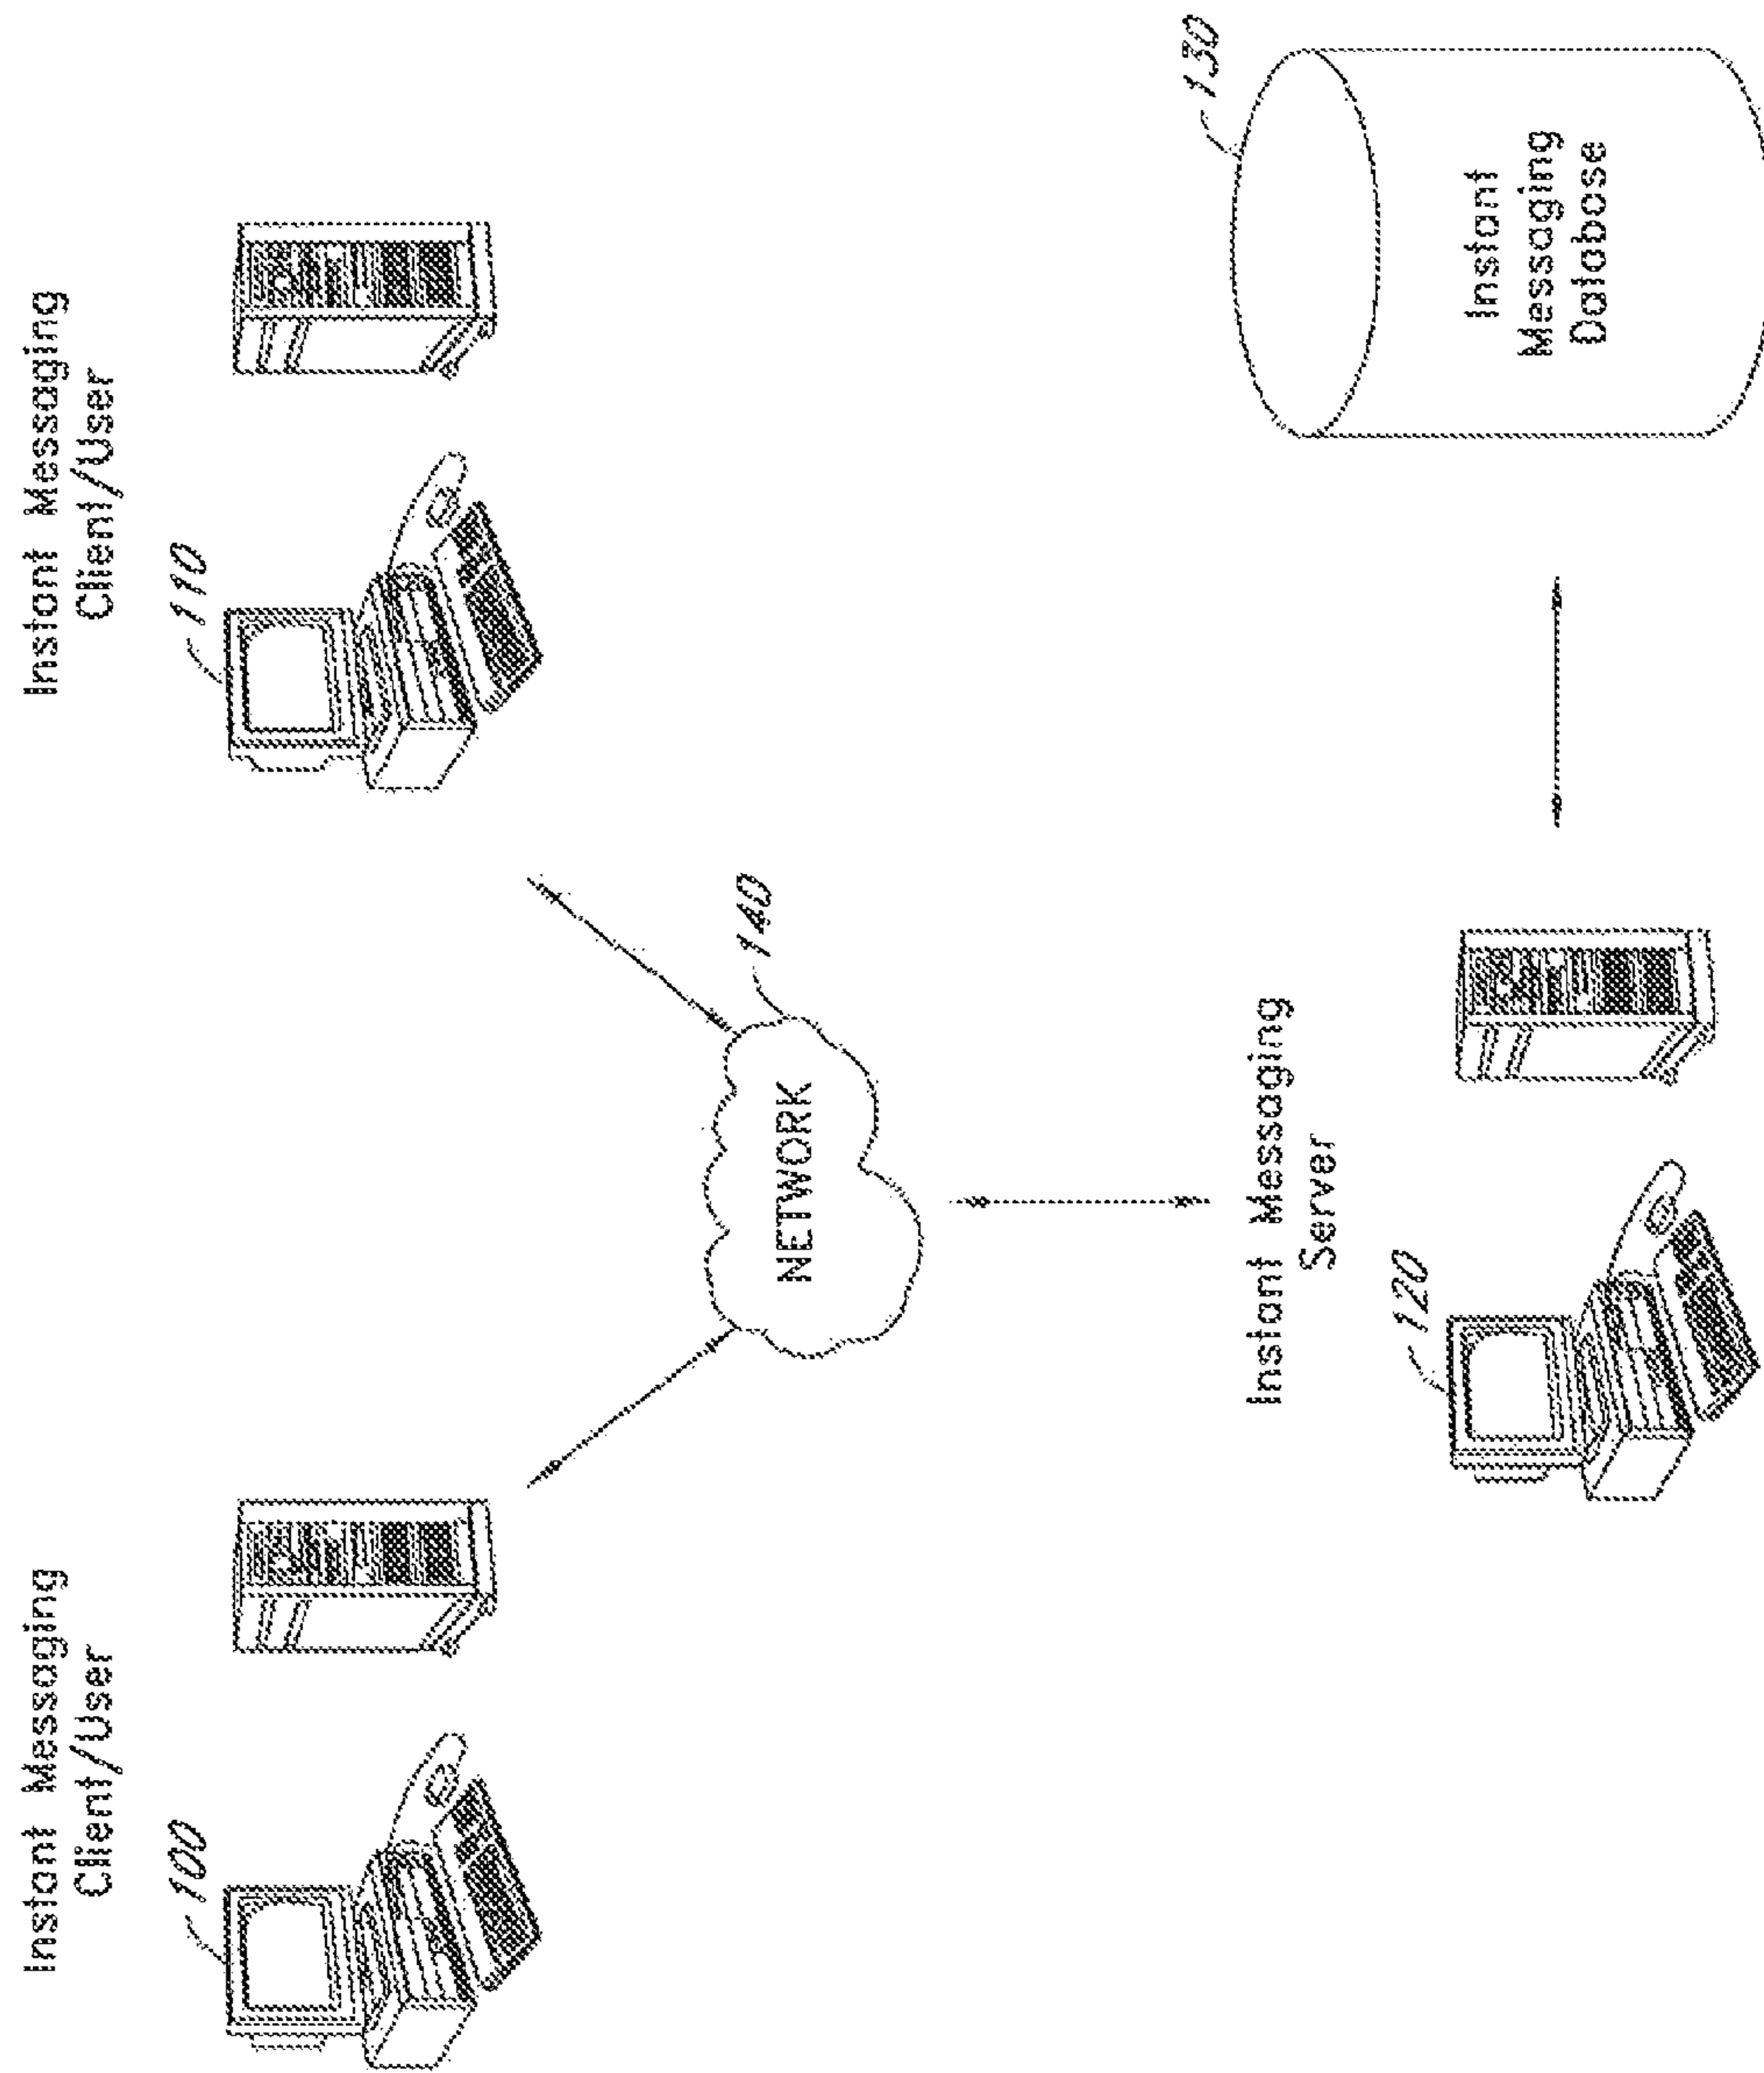 Instant Messaging
Client/User
100
Instant Messaging
Client/User
110
NETWORK
140
Instant Messaging
Server
120
130
Instant
Messaging
Database